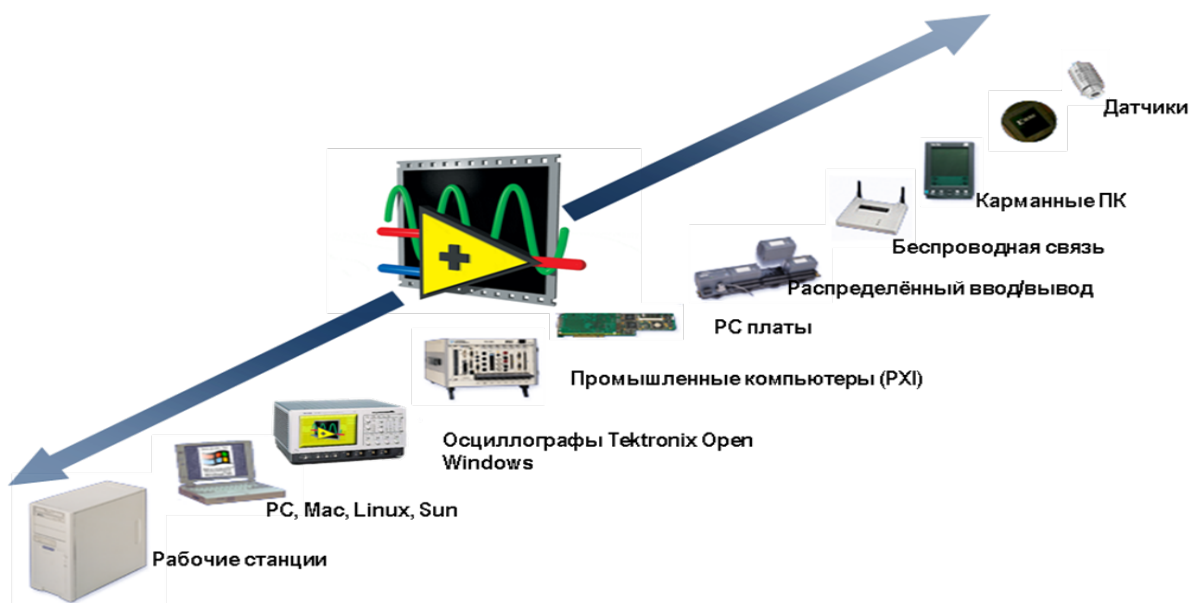 Датчики
Карманные ПК
Беспроводная связь
Распределённый ввод/вывод
PC платы
Промышленные компьютеры (PXI)
Осциллографы Tektronix Open
Windows
PC, Mac, Linux, Sun
Рабочие станции